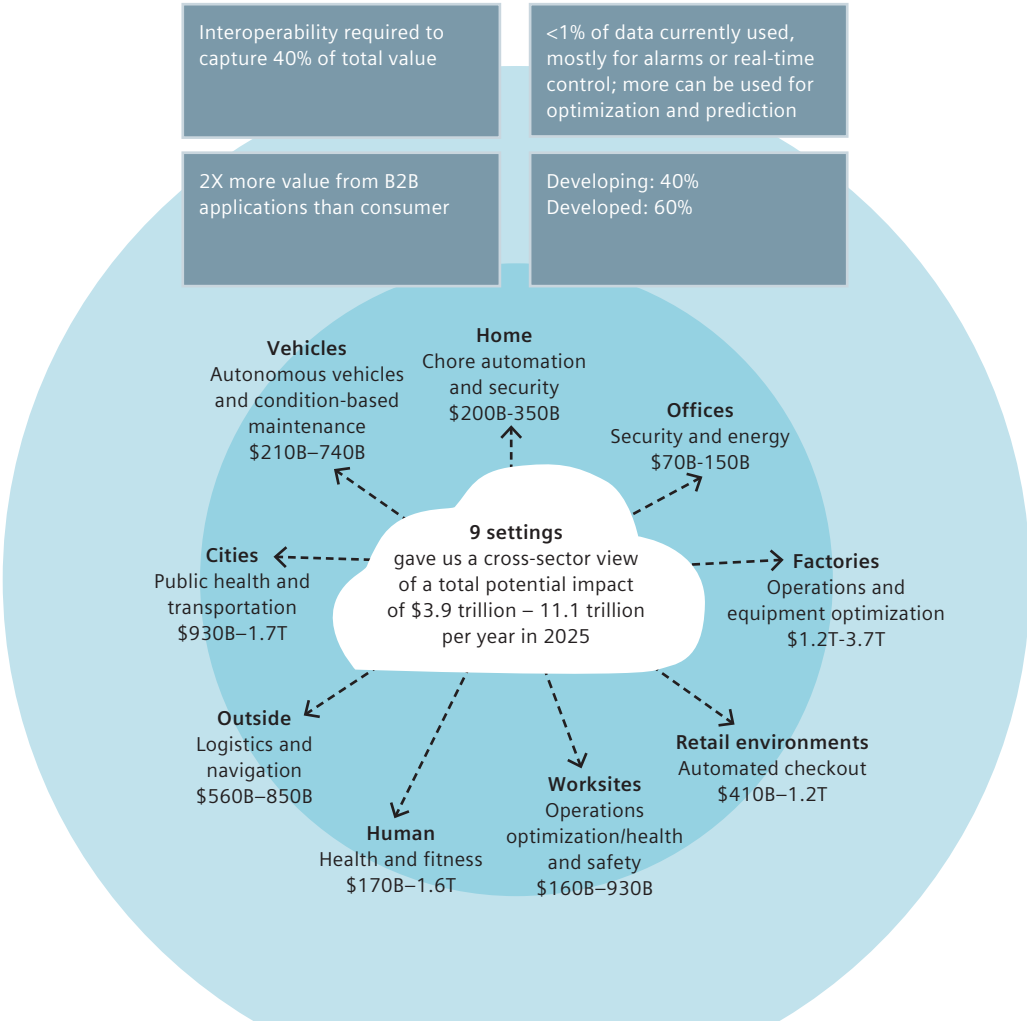 Interoperability required to
capture 40% of total value
<1% of data currently used,
mostly for alarms or real-time
control; more can be used for
optimization and prediction
2X more value from B2B
applications than consumer
Developing: 40%
Developed: 60%
Vehicles
Autonomous vehicles
and condition-based
maintenance
$210B–740B
Home
Chore automation
and security
$200B-350B
Offices
Security and energy
$70B-150B
9 settings
gave us a cross-sector view
of a total potential impact
of $3.9 trillion – 11.1 trillion
per year in 2025
Cities
Public health and
transportation
$930B–1.7T
Factories
Operations and
equipment optimization
$1.2T-3.7T
Outside
Logistics and
navigation
$560B–850B
Human
Health and fitness
$170B–1.6T
Worksites
Operations
optimization/health
and safety
$160B–930B
Retail environments
Automated checkout
$410B–1.2T